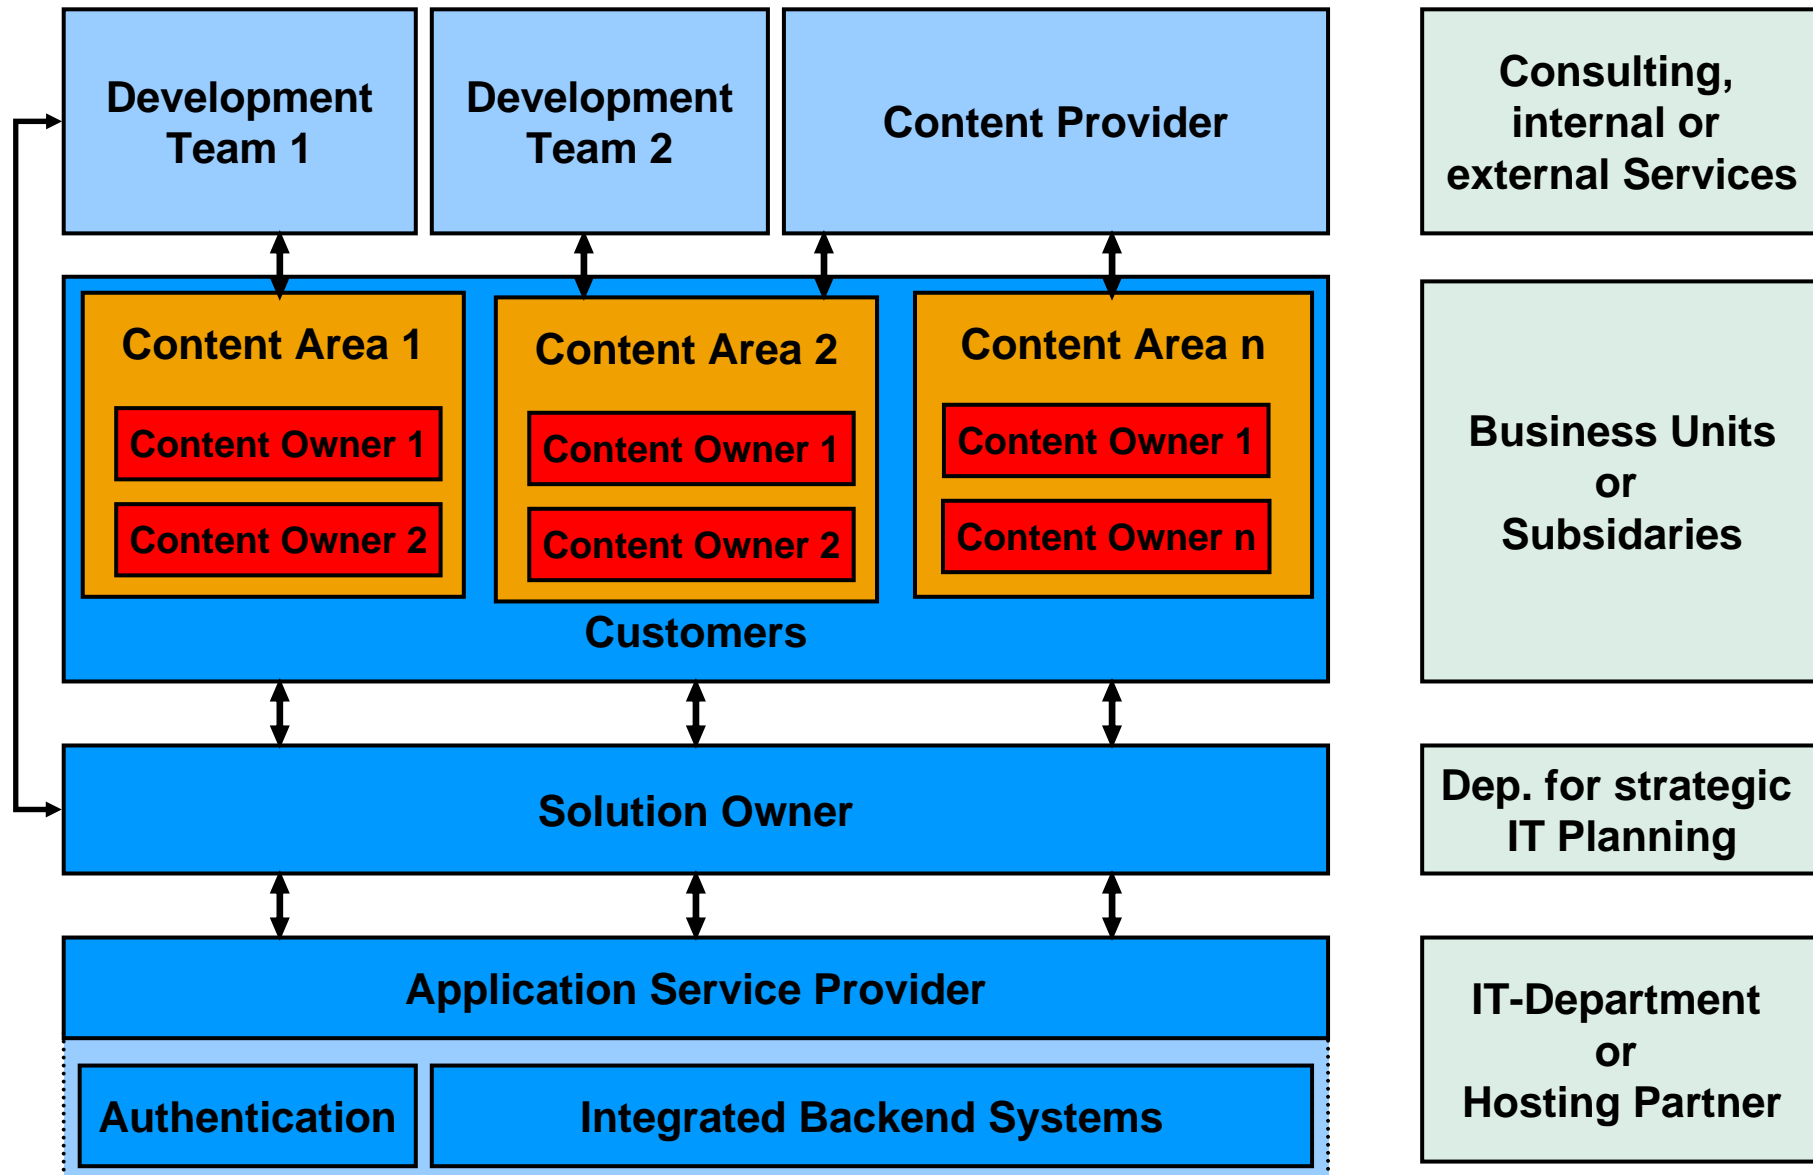 Development
Team 1
Development
Team 2
Content Provider
Consulting,
internal or
external Services
Content Area 1
Content Owner 1
Content Owner 2
Content Area 2
Content Owner 1
Content Owner 2
Content Area n
Content Owner 1
Content Owner n
Customers
Business Units
or
Subsidaries
Solution Owner
Dep. for strategic
IT Planning
Application Service Provider
Authentication
Integrated Backend Systems
IT-Department
or
Hosting Partner